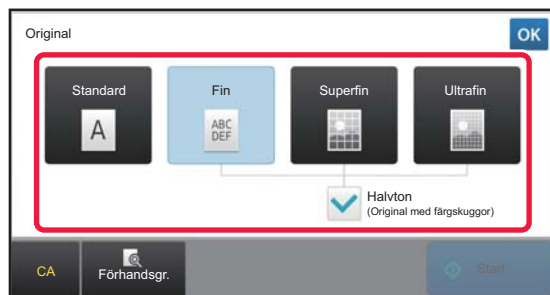 Original
OK
Standard
Fin
Superfin
Ultrafin
A
ABC
DEF
Halvton
(Original med färgskuggor)
CA
Förhandsgr.
Start